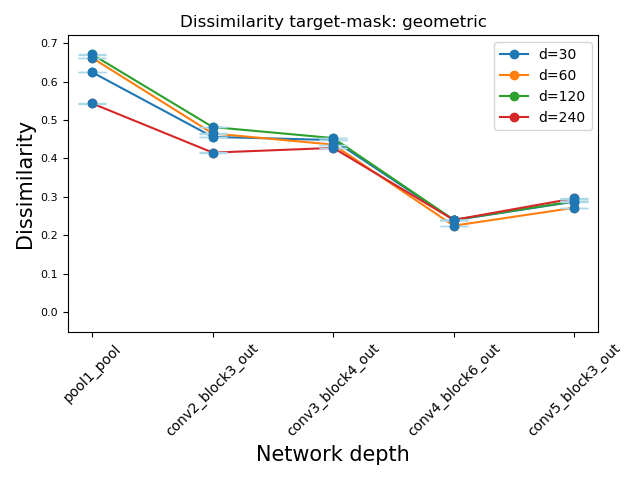 Dissimilarity target-mask: geometric
0.7
0.6
0.5
0.4
0.3
0.2
0.1
0.0
Dissimilarity
d=30
d=60
d=120
d=240
pool1_pool
conv2_block3_out
conv3_block4_out
conv4_block6_out
conv5_block3_out
Network depth